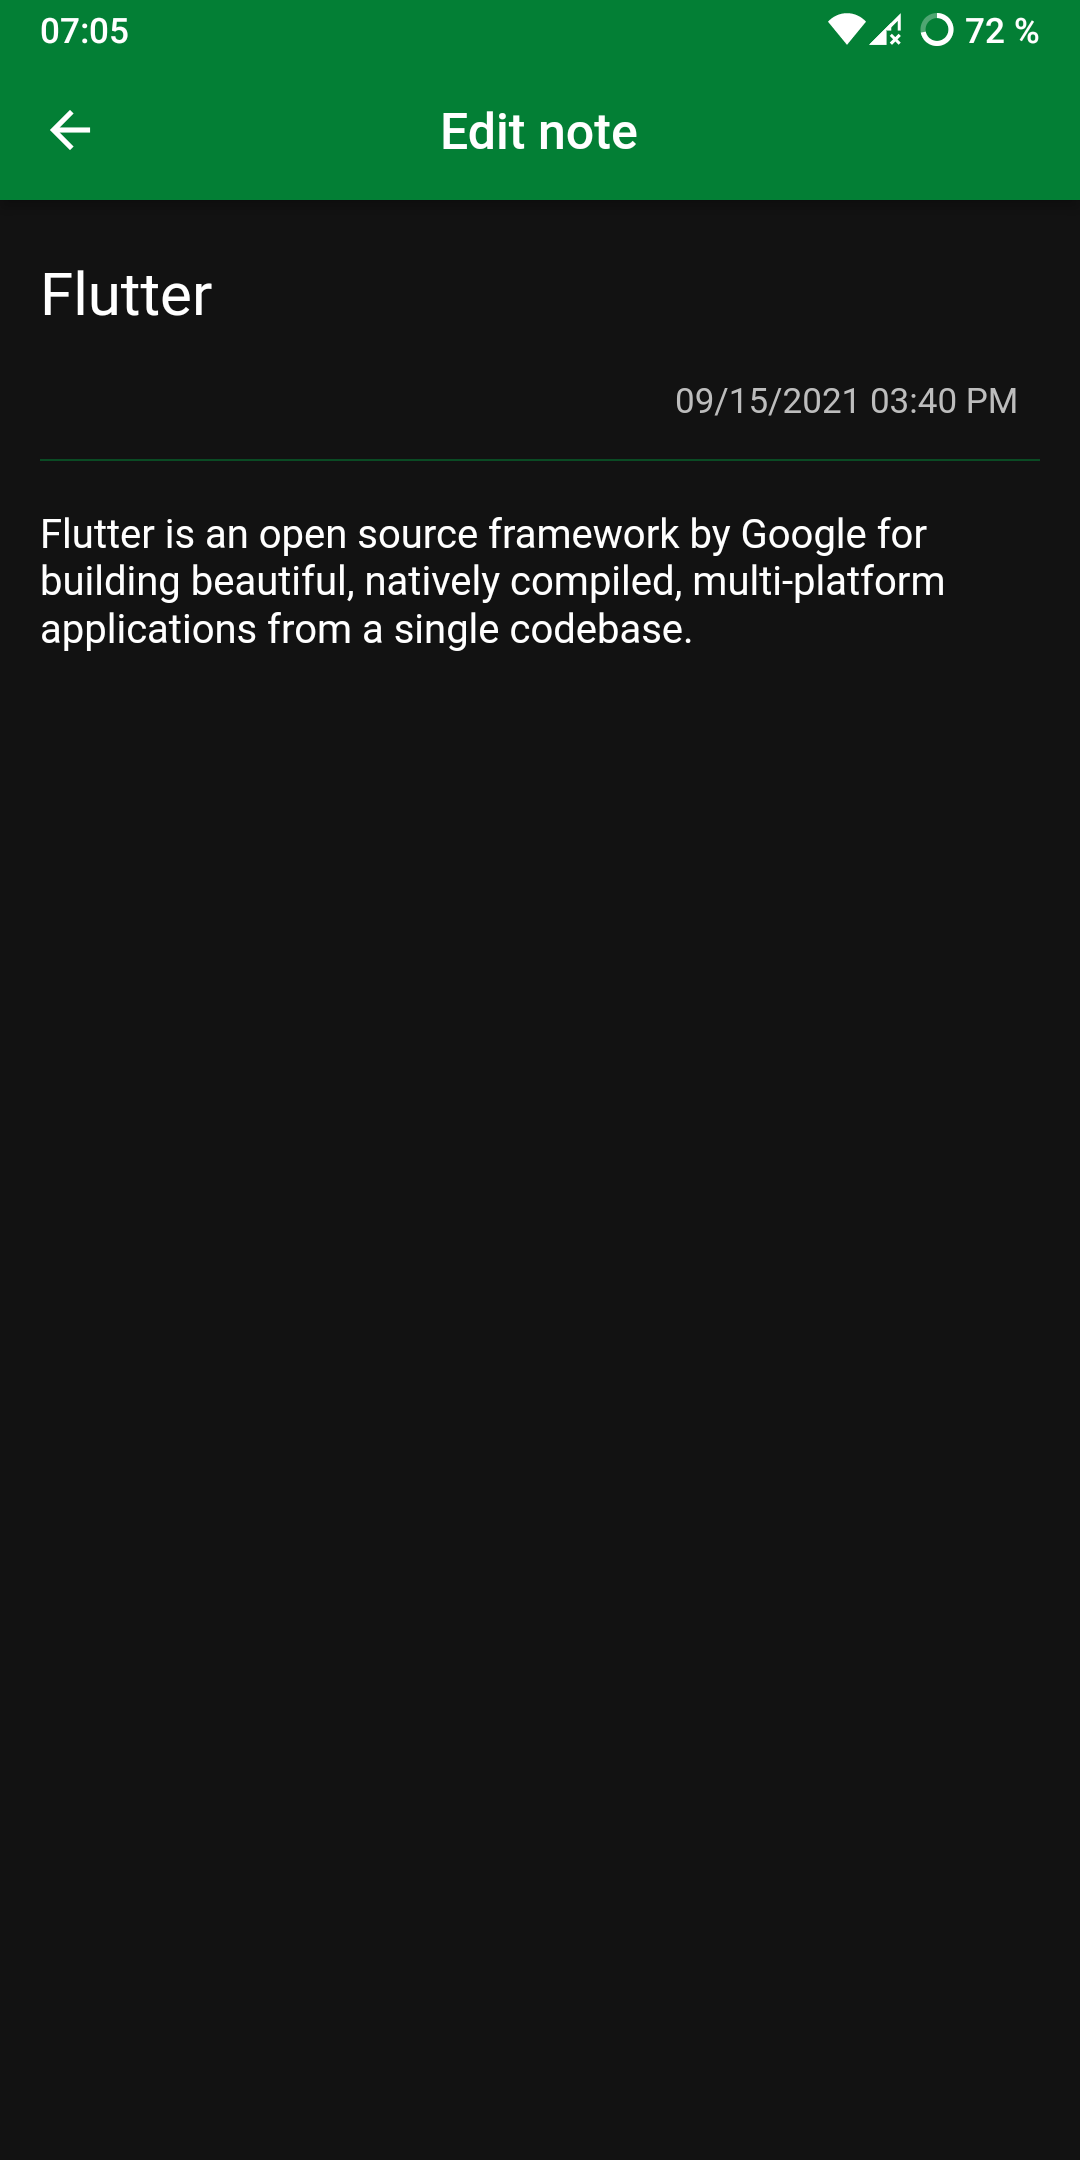 07:05
72 %
Edit note
Flutter
09/15/2021 03:40 PM
Flutter is an open source framework by Google for
building beautiful, natively compiled, multi-platform
applications from a single codebase.